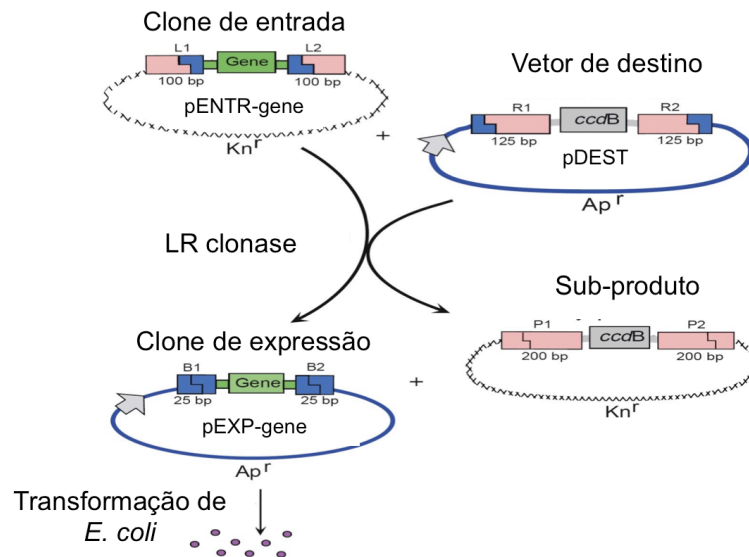 Clone de entrada
L1
Gene
L2
100 bp
100 bp
pENTR-gene
Kn^r
+
Vetor de destino
R1
ccdB
R2
125 bp
125 bp
pDEST
Ap^r
LR clonase
Sub-produto
P1
ccdB
P2
200 bp
200 bp
Kn^r
Clone de expressão
B1
Gene
B2
25 bp
25 bp
pEXP-gene
+
Ap^r
Transformação de
E. coli